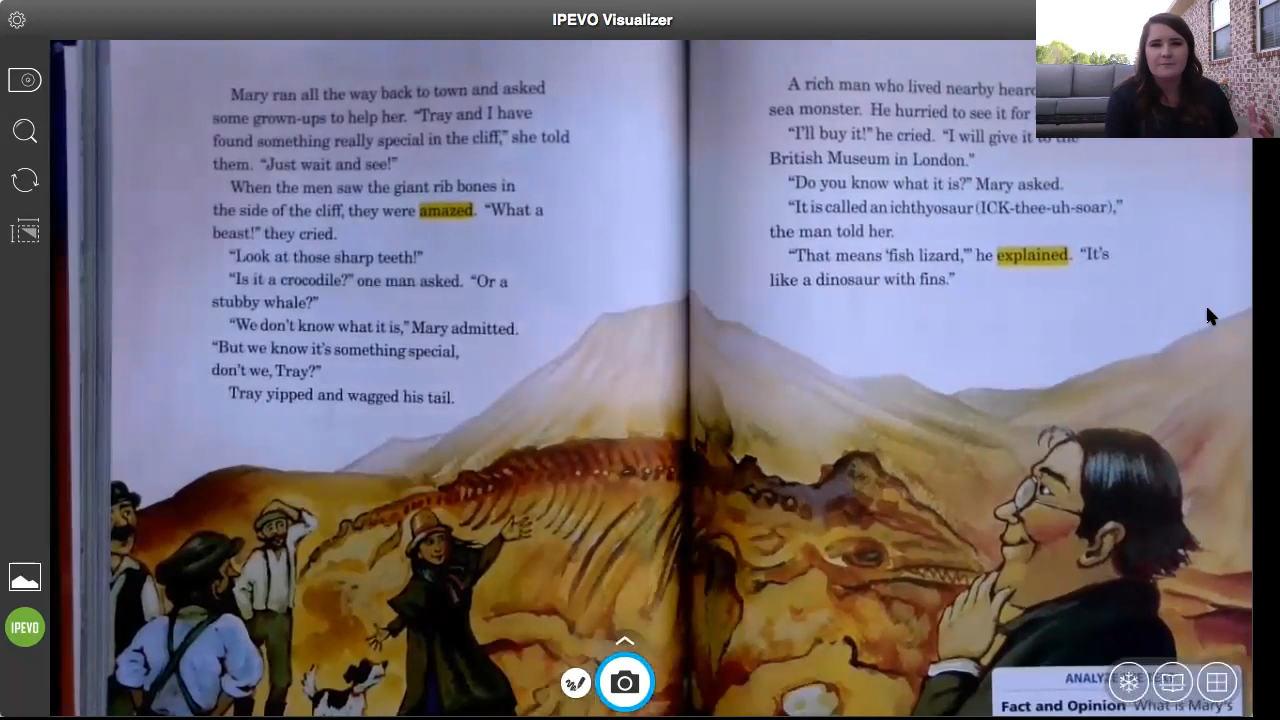 IPEVO Visualizer
Mary ran all the way back to town and asked
some grown-ups to help her. “Tray and I have
found something really special in the cliff,” she told
them. “Just wait and see!”
When the men saw the giant rib bones in
the side of the cliff, they were amazed. “What a
beast!” they cried.
“Look at those sharp teeth!”
“Is it a crocodile?” one man asked. “Or a
stubby whale?”
“We don’t know what it is,” Mary admitted.
“But we know it’s something special,
don’t we, Tray?”
Tray yipped and wagged his tail.
A rich man who lived nearby heard
sea monster. He hurried to see it for
“I’ll buy it!” he cried. “I will give it to the
British Museum in London.”
“Do you know what it is?” Mary asked.
“It is called an ichthyosaur (ICK-thee-uh-soar),”
the man told her.
“That means ‘fish lizard,’” he explained. “It’s
like a dinosaur with fins.”
Fact and Opinion What is Mary’s
IPEVO